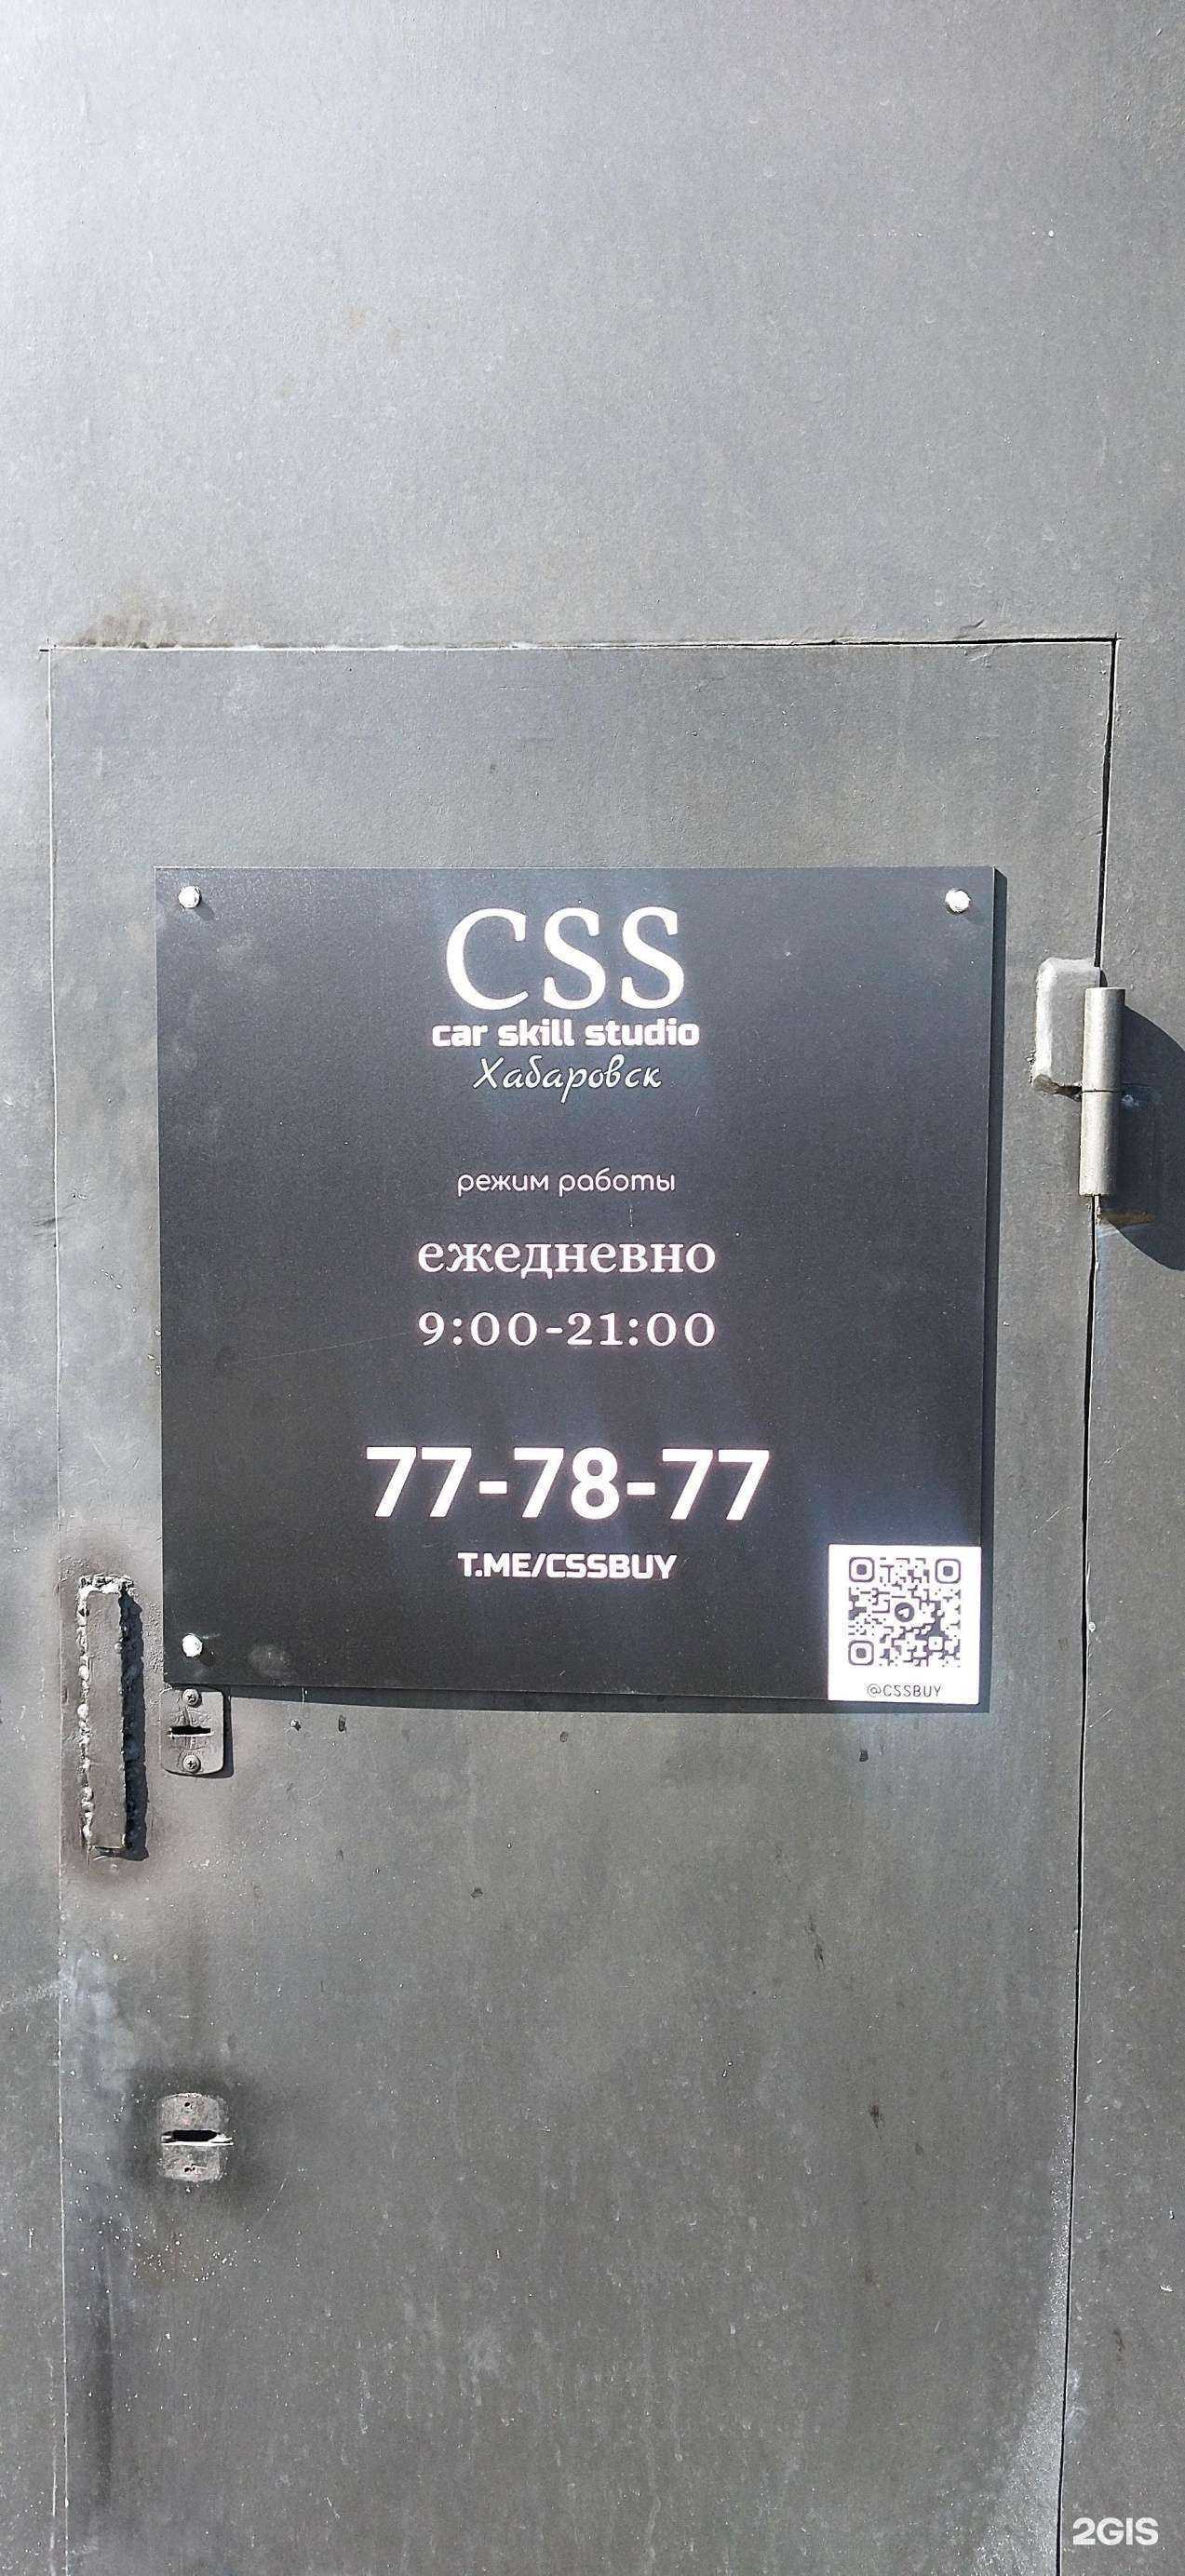 CSS
car skill studio
Хабаровск
режим работы
ежедневно
9:00-21:00
77-78-77
T.ME/CSSBUY
@CSSBUY
2GIS